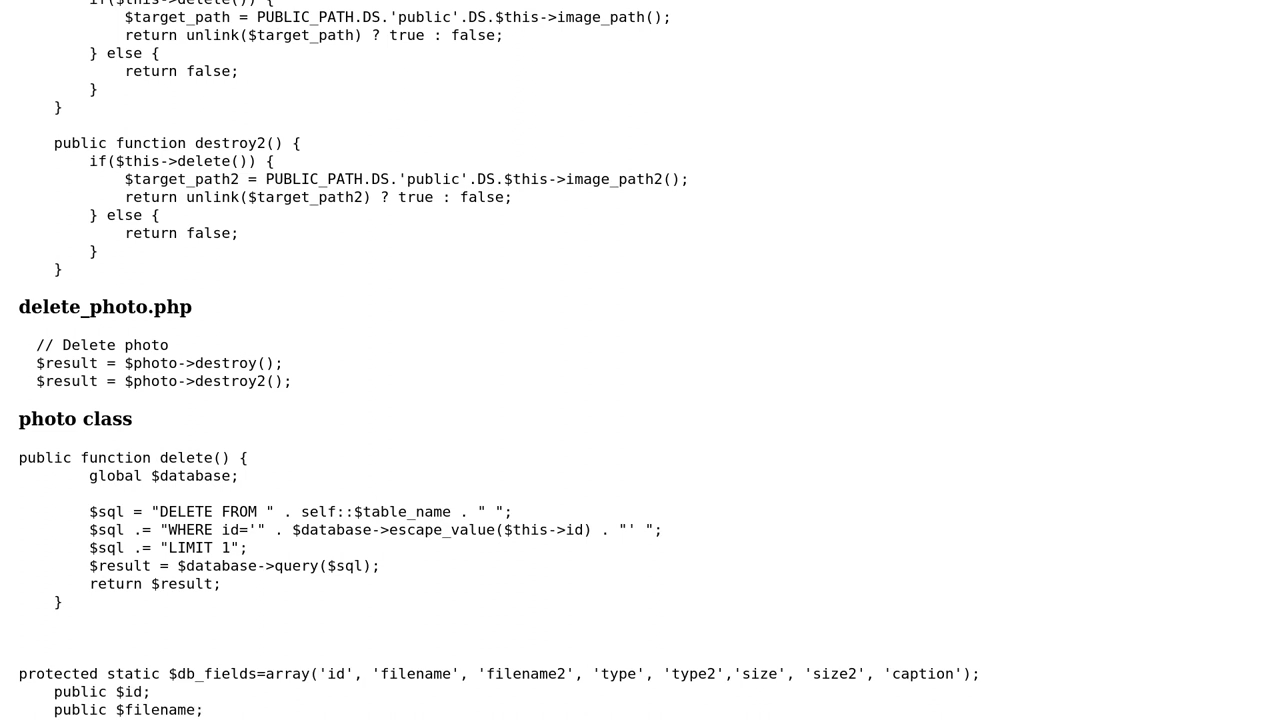 if($this->delete()) {
$target_path = PUBLIC_PATH.DS.'public'.DS.$this->image_path();
return unlink($target_path) ? true : false;
} else {
return false;
}
}
public function destroy2() {
if($this->delete()) {
$target_path2 = PUBLIC_PATH.DS.'public'.DS.$this->image_path2();
return unlink($target_path2) ? true : false;
} else {
return false;
}
}
delete_photo.php
// Delete photo
$result = $photo->destroy();
$result = $photo->destroy2();
photo class
public function delete() {
global $database;
$sql = "DELETE FROM " . self::$table_name . " ";
$sql .= "WHERE id='" . $database->escape_value($this->id) . "' ";
$sql .= "LIMIT 1";
$result = $database->query($sql);
return $result;
}
protected static $db_fields=array('id', 'filename', 'filename2', 'type', 'type2','size', 'size2', 'caption');
public $id;
public $filename;